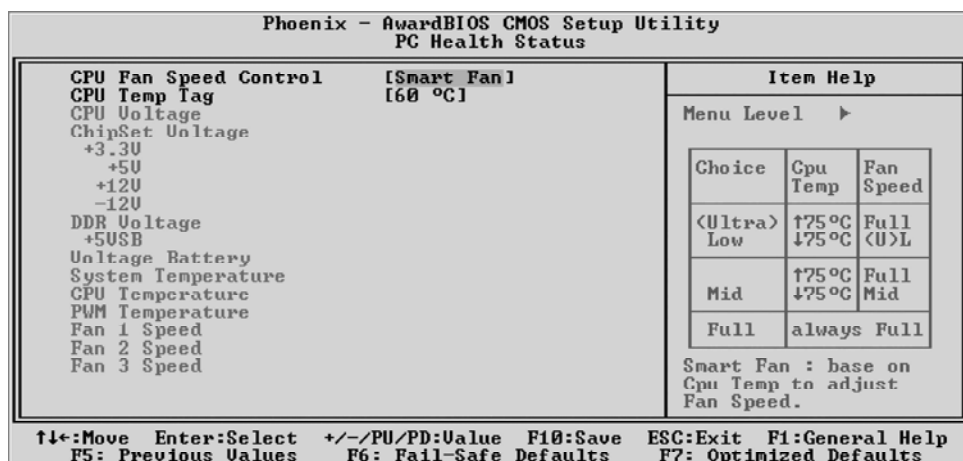 Phoenix - AwardBIOS CMOS Setup Utility
PC Health Status
CPU Fan Speed Control [Smart Fan]
CPU Temp Tag [60 ºC]
CPU Voltage
ChipSet Voltage
+3.3V
+5V
+12V
-12V
DDR Voltage
+5VSB
Voltage Battery
System Temperature
CPU Temperature
PWM Temperature
Fan 1 Speed
Fan 2 Speed
Fan 3 Speed
Item Help
Menu Level ▶
Choice Cpu Fan
Temp Speed
(Ultra) ↑75ºC Full
Low ↓75ºC (U)L
↑75ºC Full
Mid ↓75ºC Mid
Full always Full
Smart Fan : base on
Cpu Temp to adjust
Fan Speed.
↑↓←:Move Enter:Select +/-/PU/PD:Value F10:Save ESC:Exit F1:General Help
F5: Previous Values F6: Fail-Safe Defaults F7: Optimized Defaults